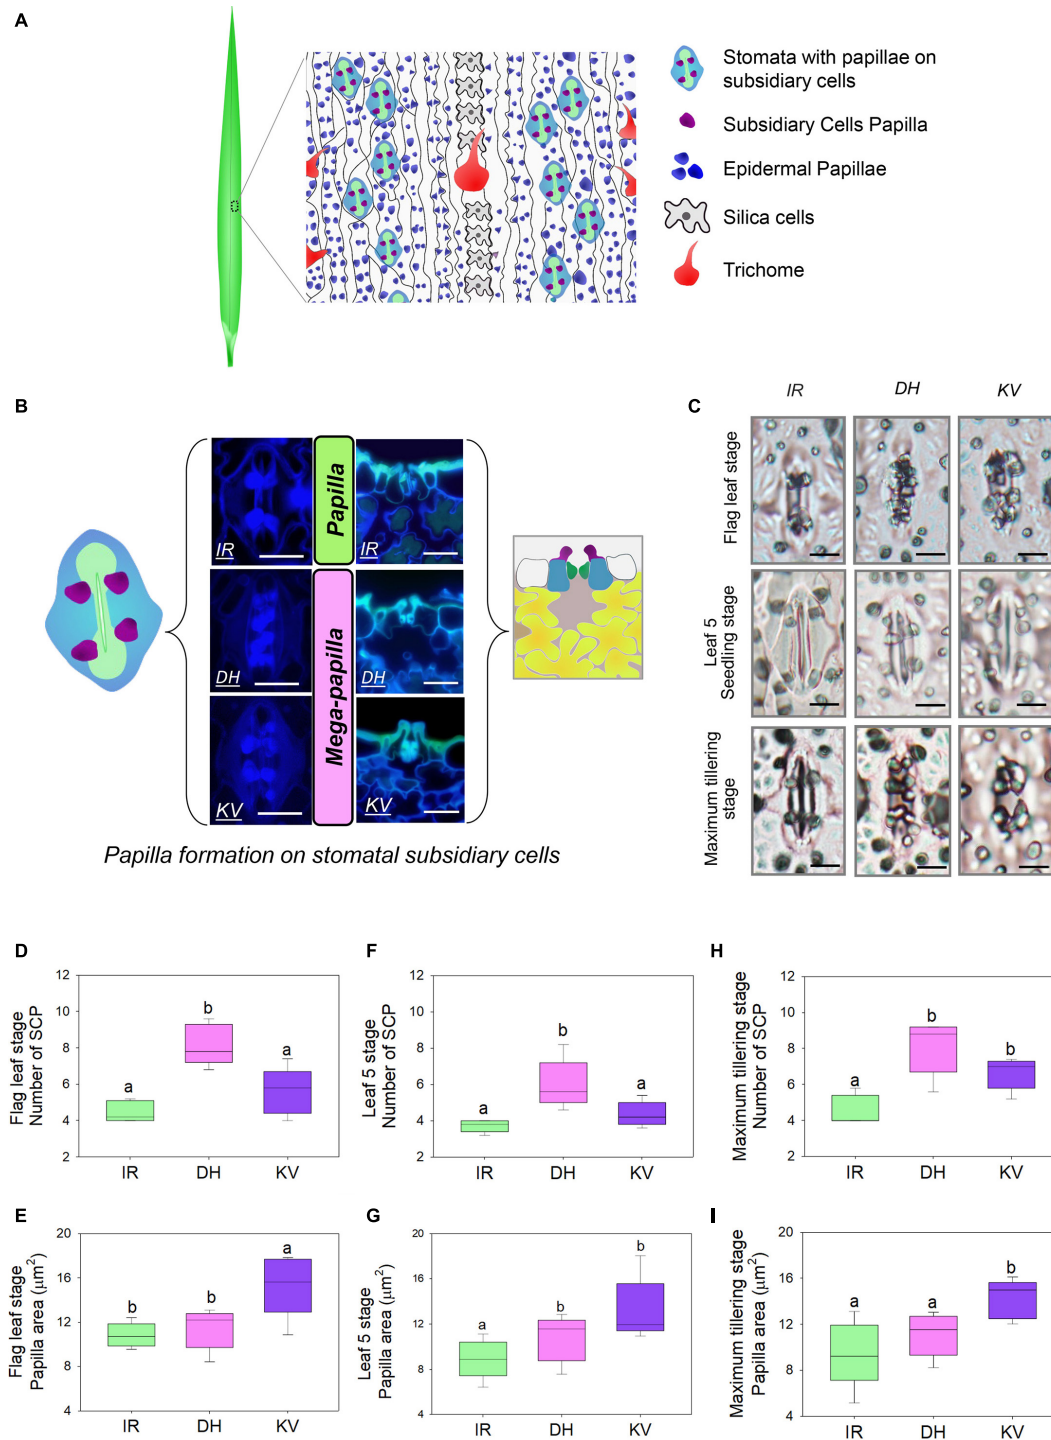 A
Stomata with papillae on
subsidiary cells
Subsidiary Cells Papilla
Epidermal Papillae
Silica cells
Trichome
B
IR
Papilla
IR
DH
Mega-papilla
DH
KV
KV
Papilla formation on stomatal subsidiary cells
C
IR
DH
KV
Flag leaf stage
Leaf 5
Seedling stage
Maximum tillering
stage
D
Flag leaf stage
Number of SCP
12
10
8
6
4
2
a
b
a
IR
DH
KV
F
Leaf 5 stage
Number of SCP
12
10
8
6
4
2
a
b
a
IR
DH
KV
H
Maximum tillering stage
Number of SCP
12
10
8
6
4
2
a
b
b
IR
DH
KV
E
Flag leaf stage
Papilla area (μm²)
20
16
12
8
4
b
b
a
IR
DH
KV
G
Leaf 5 stage
Papilla area (μm²)
20
16
12
8
4
a
b
b
IR
DH
KV
I
Maximum tillering stage
Papilla area (μm²)
20
16
12
8
4
a
a
b
IR
DH
KV